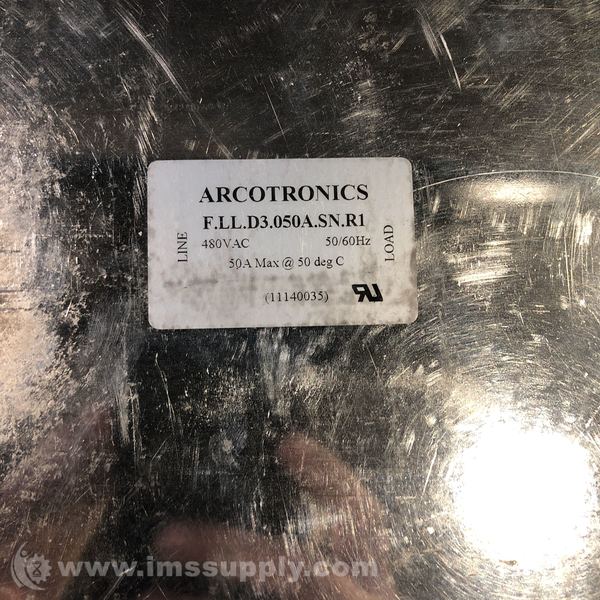 ARCOTRONICS
F.LL.D3.050A.SN.R1
LINE
480VAC 50/60Hz
LOAD
50A Max @ 50 deg C
(11140035) RU
www.imssupply.com